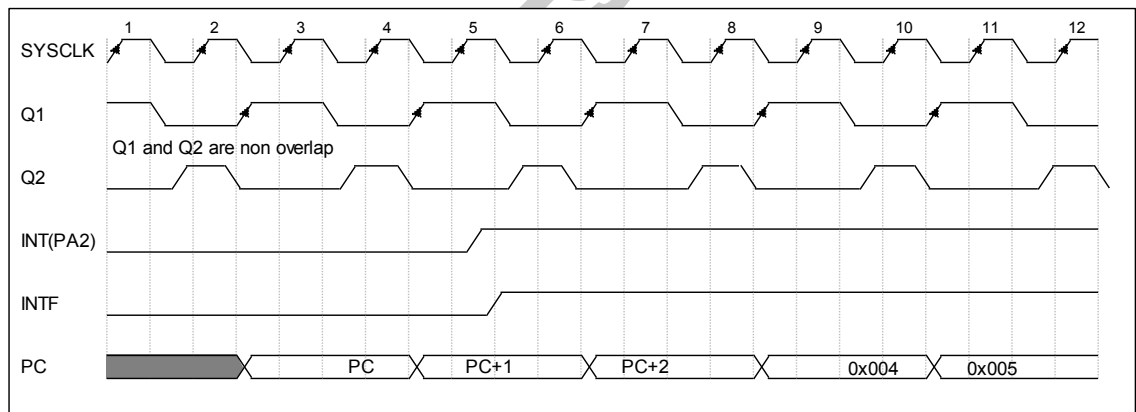 1 2 3 4 5 6 7 8 9 10 11 12
SYSCLK
Q1
Q1 and Q2 are non overlap
Q2
INT(PA2)
INTF
PC PC PC+1 PC+2 0x004 0x005